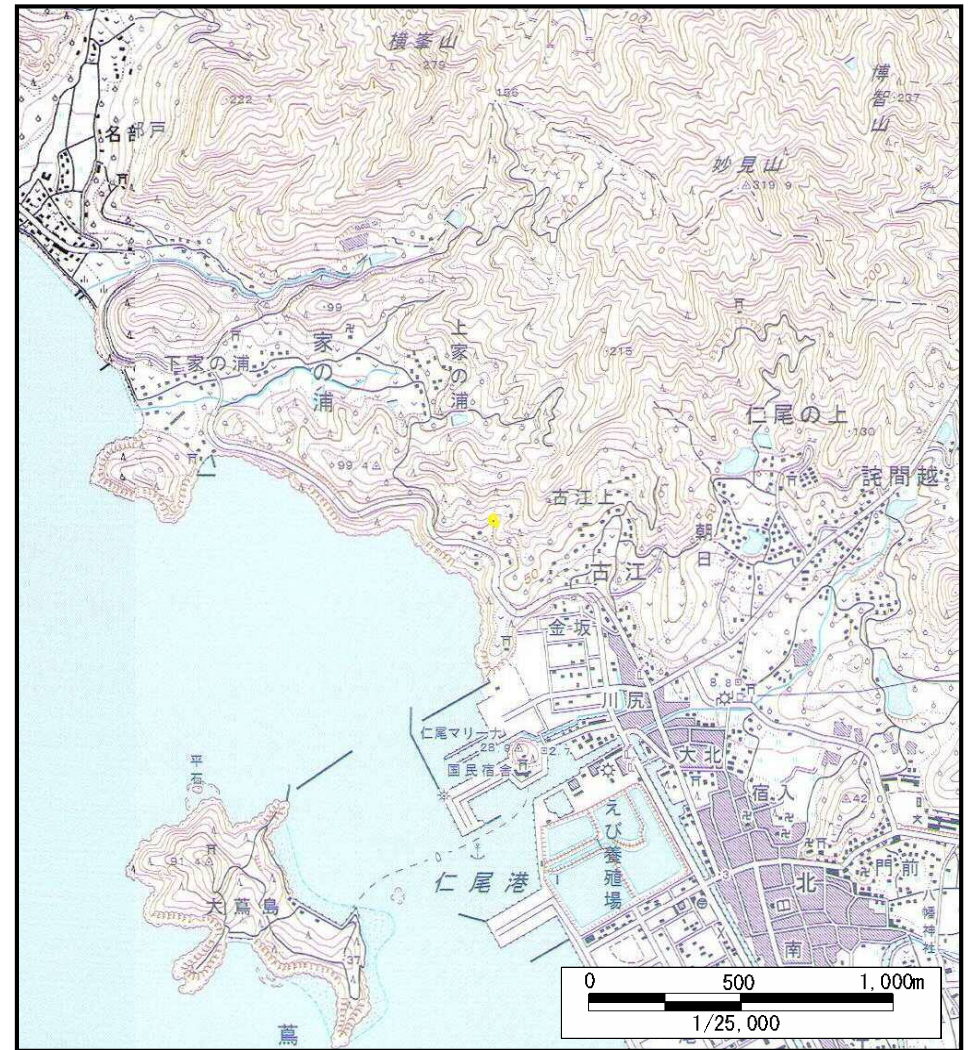 横峯山
279
222
156
博智山
237
名部戸
妙見山
319.9
99
下家の浦
家の浦
上家の浦
215
仁尾の上
130
詫間越
99.4
古江上
朝日
50
古江
金坂
8.8
川尻
仁尾マリーナ
28.9
2.7
国民宿舎
大北
平石
宿入
42.0
えび養殖場
91.4
仁尾港
北
門前
大蔦島
八幡神社
南
37
蔦
0 500 1,000m
1/25,000